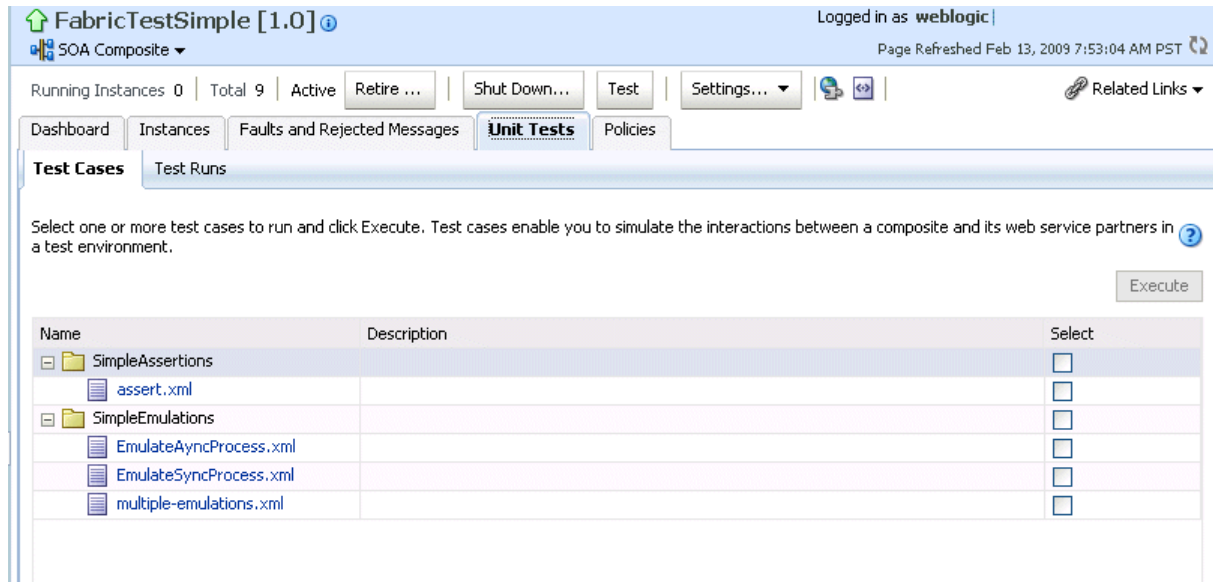 FabricTestSimple [1.0]
Logged in as weblogic
SOA Composite
Page Refreshed Feb 13, 2009 7:53:04 AM PST
Running Instances 0 Total 9 Active Retire ... Shut Down... Test Settings... Related Links
Dashboard Instances Faults and Rejected Messages Unit Tests Policies
Test Cases Test Runs
Select one or more test cases to run and click Execute. Test cases enable you to simulate the interactions between a composite and its web service partners in
a test environment.
Execute
Name Description Select
SimpleAssertions
assert.xml
SimpleEmulations
EmulateAyncProcess.xml
EmulateSyncProcess.xml
multiple-emulations.xml